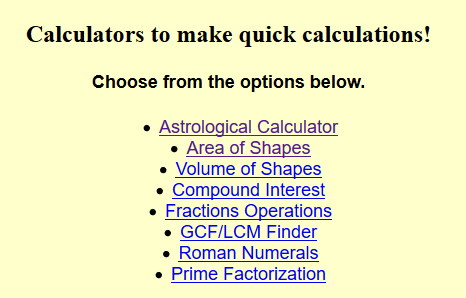 Calculators to make quick calculations!
Choose from the options below.
• Astrological Calculator
• Area of Shapes
• Volume of Shapes
• Compound Interest
• Fractions Operations
• GCF/LCM Finder
• Roman Numerals
• Prime Factorization